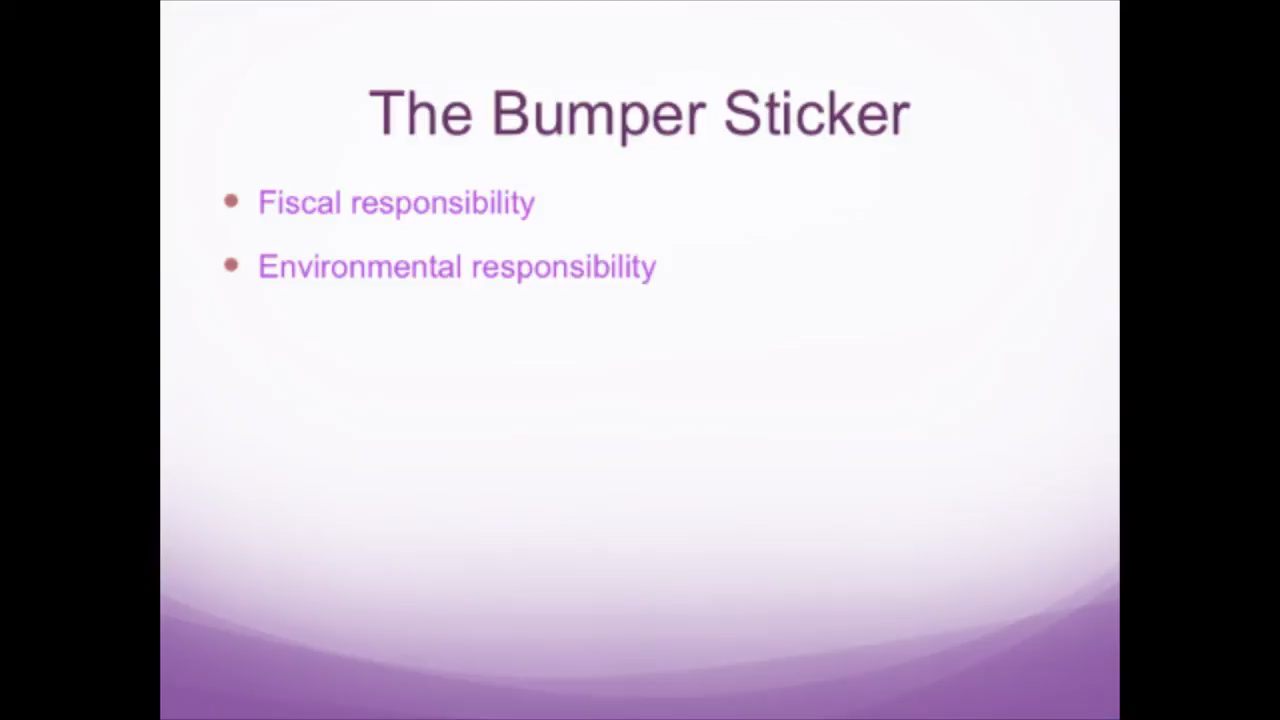 The Bumper Sticker
Fiscal responsibility
Environmental responsibility